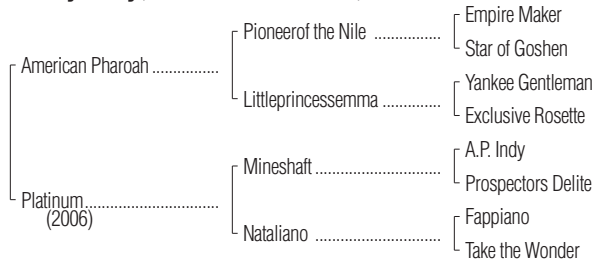 Empire Maker
Pioneerof the Nile ................
Star of Goshen
American Pharoah ................
Yankee Gentleman
Littleprincessemma ..............
Exclusive Rosette
A.P. Indy
Mineshaft ..............................
Prospectors Delite
Platinum ................................
(2006)
Fappiano
Nataliano ..............................
Take the Wonder